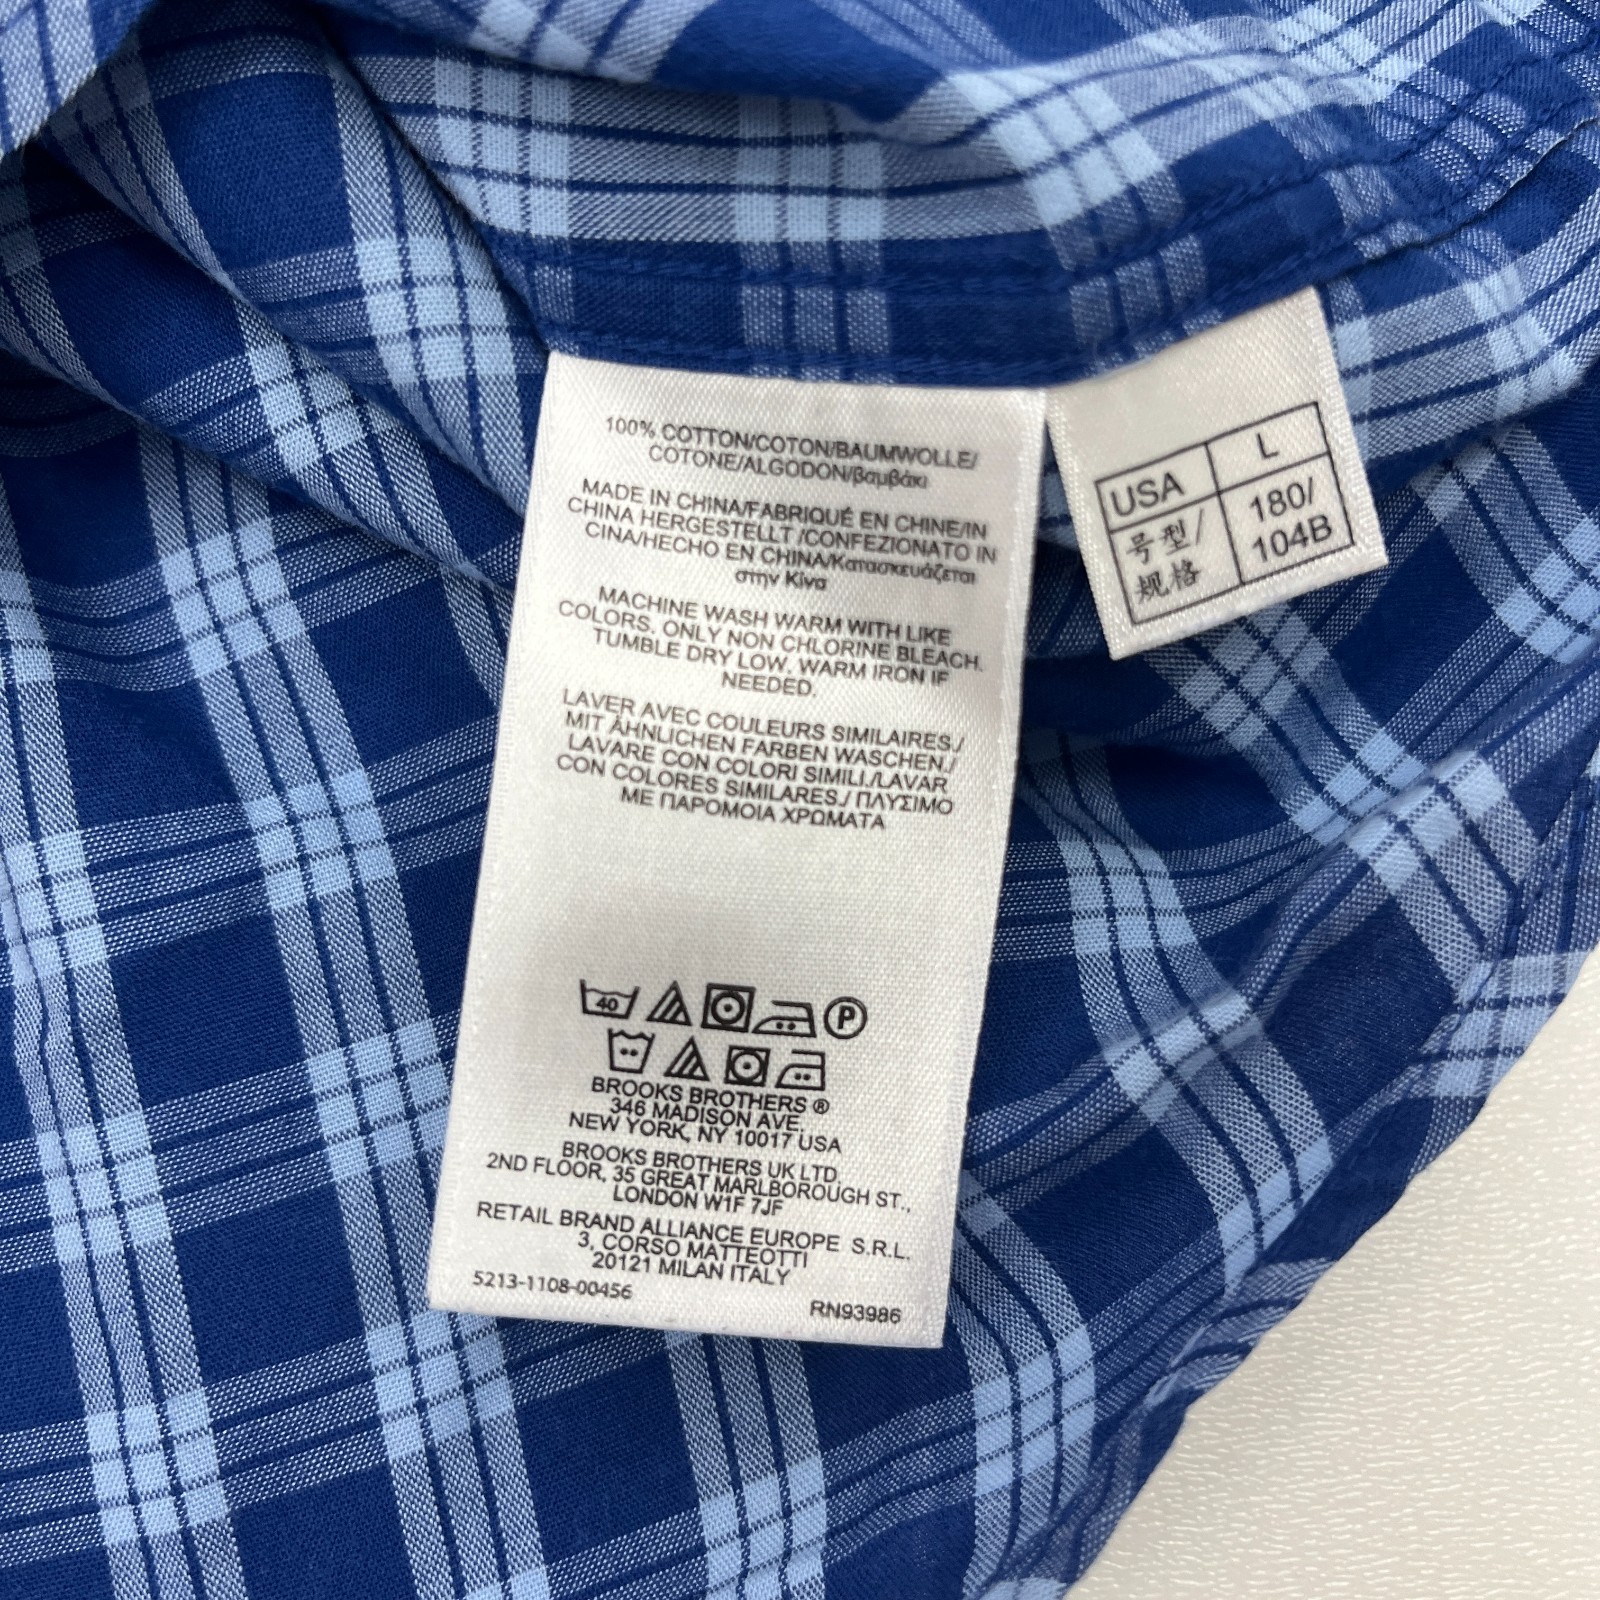 100% COTTON/COTON/BAUMWOLLE/
COTONE/ALGODON/βαμβάκι
MADE IN CHINA/FABRIQUÉ EN CHINE/IN
CHINA HERGESTELLT /CONFEZIONATO IN
CINA/HECHO EN CHINA/Κατασκευάζεται
στην Κίνα
MACHINE WASH WARM WITH LIKE
COLORS. ONLY NON CHLORINE BLEACH.
TUMBLE DRY LOW. WARM IRON IF
NEEDED.
LAVER AVEC COULEURS SIMILAIRES./
MIT ÄHNLICHEN FARBEN WASCHEN./
LAVARE CON COLORI SIMILI./LAVAR
CON COLORES SIMILARES./ ΠΛΥΣΙΜΟ
ΜΕ ΠΑΡΟΜΟΙΑ ΧΡΩΜΑΤΑ
40 P
BROOKS BROTHERS ®
346 MADISON AVE.
NEW YORK, NY 10017 USA
BROOKS BROTHERS UK LTD.
2ND FLOOR, 35 GREAT MARLBOROUGH ST.,
LONDON W1F 7JF
RETAIL BRAND ALLIANCE EUROPE S.R.L.
3, CORSO MATTEOTTI
20121 MILAN ITALY
5213-1108-00456
RN93986
USA L
号型/ 180/
规格 104B